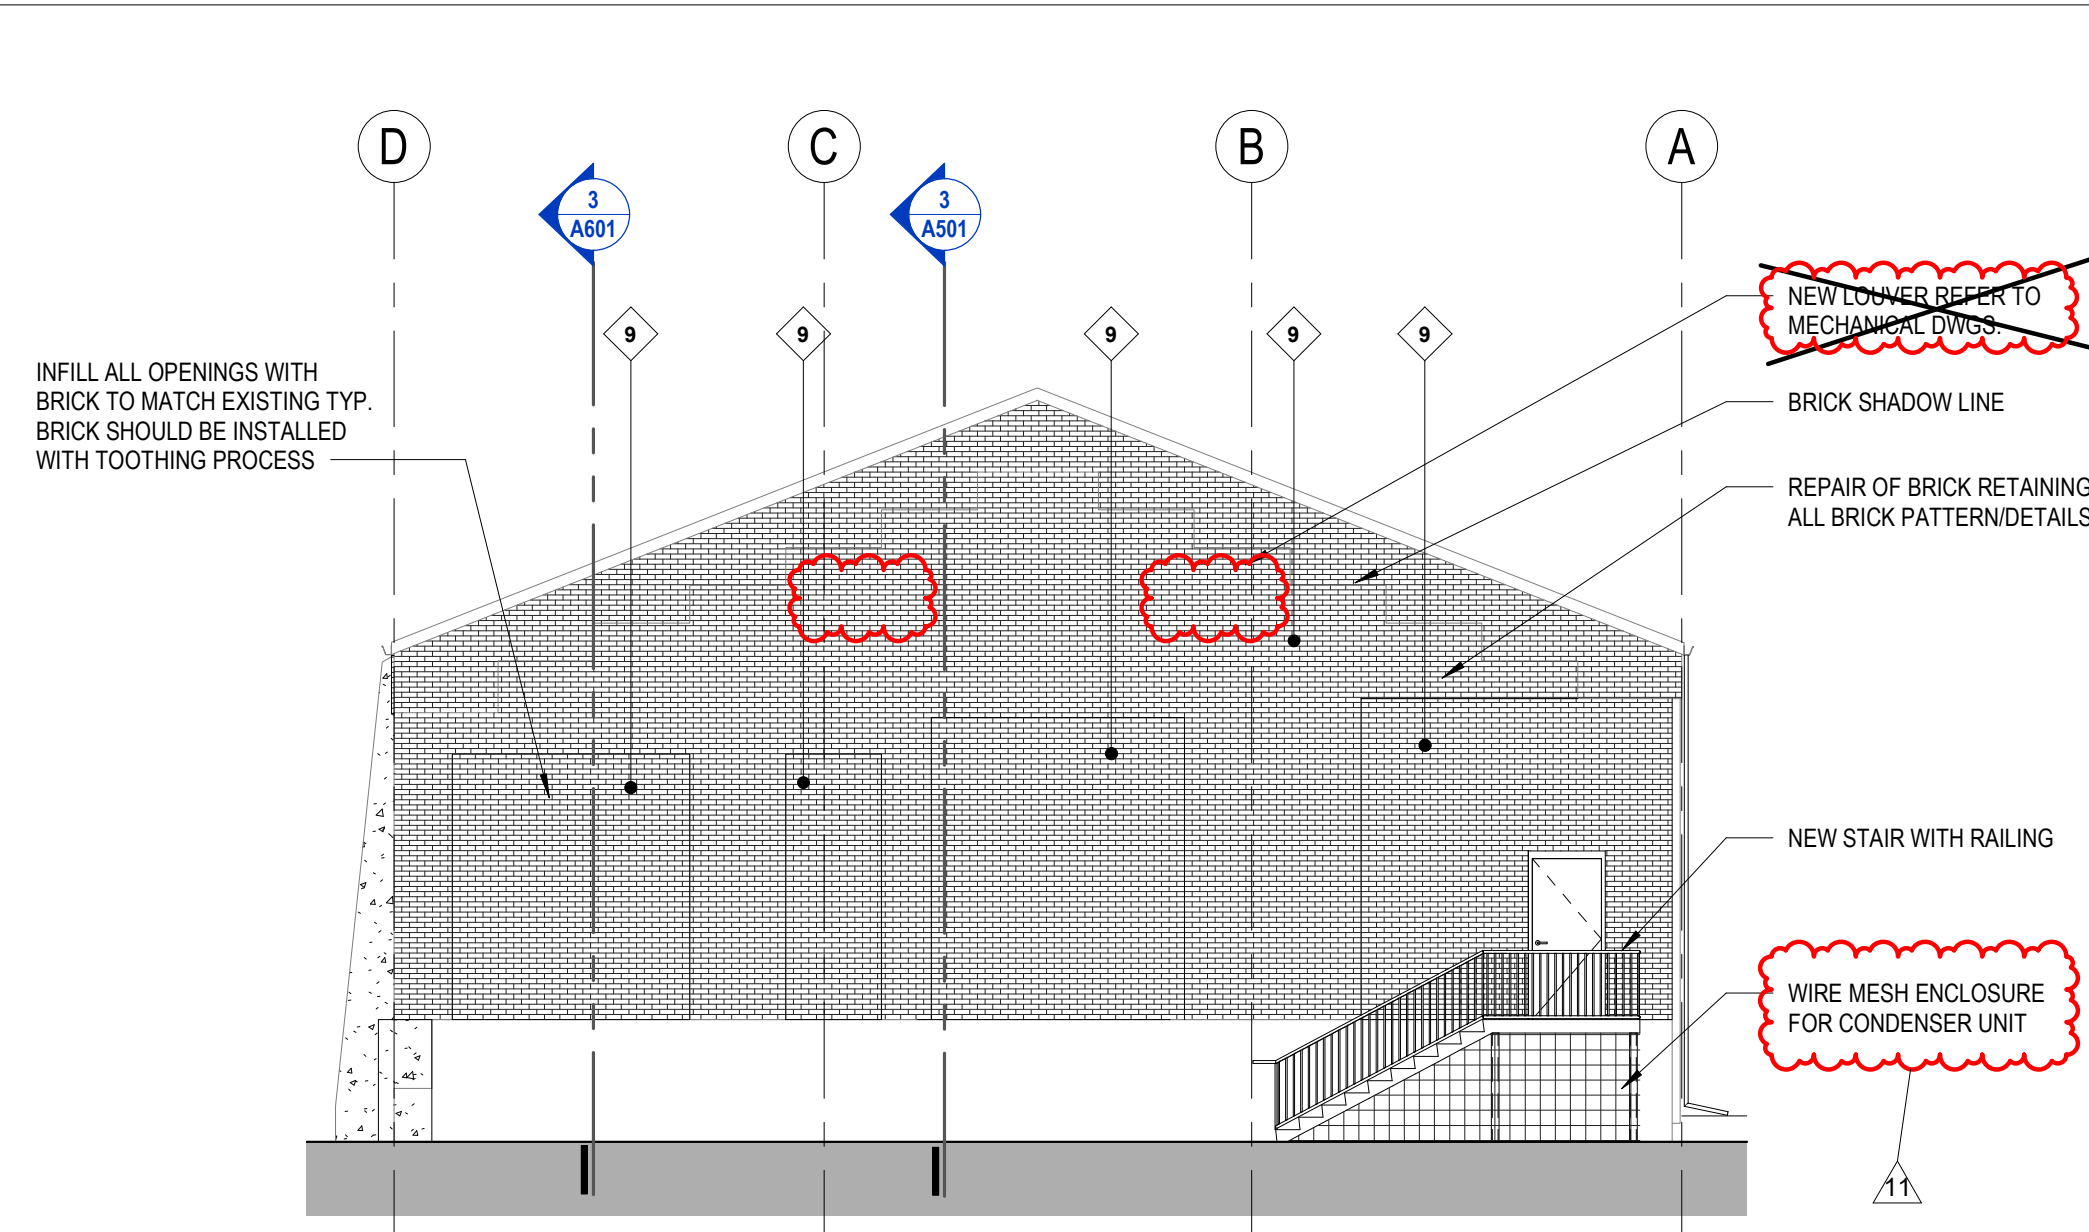 D
C
B
A
3
A601
3
A501
9
9
9
9
9
NEW LOUVER REFER TO
MECHANICAL DWGS.
INFILL ALL OPENINGS WITH
BRICK TO MATCH EXISTING TYP.
BRICK SHOULD BE INSTALLED
WITH TOOTHING PROCESS
BRICK SHADOW LINE
REPAIR OF BRICK RETAINING
ALL BRICK PATTERN/DETAILS
NEW STAIR WITH RAILING
WIRE MESH ENCLOSURE
FOR CONDENSER UNIT
11